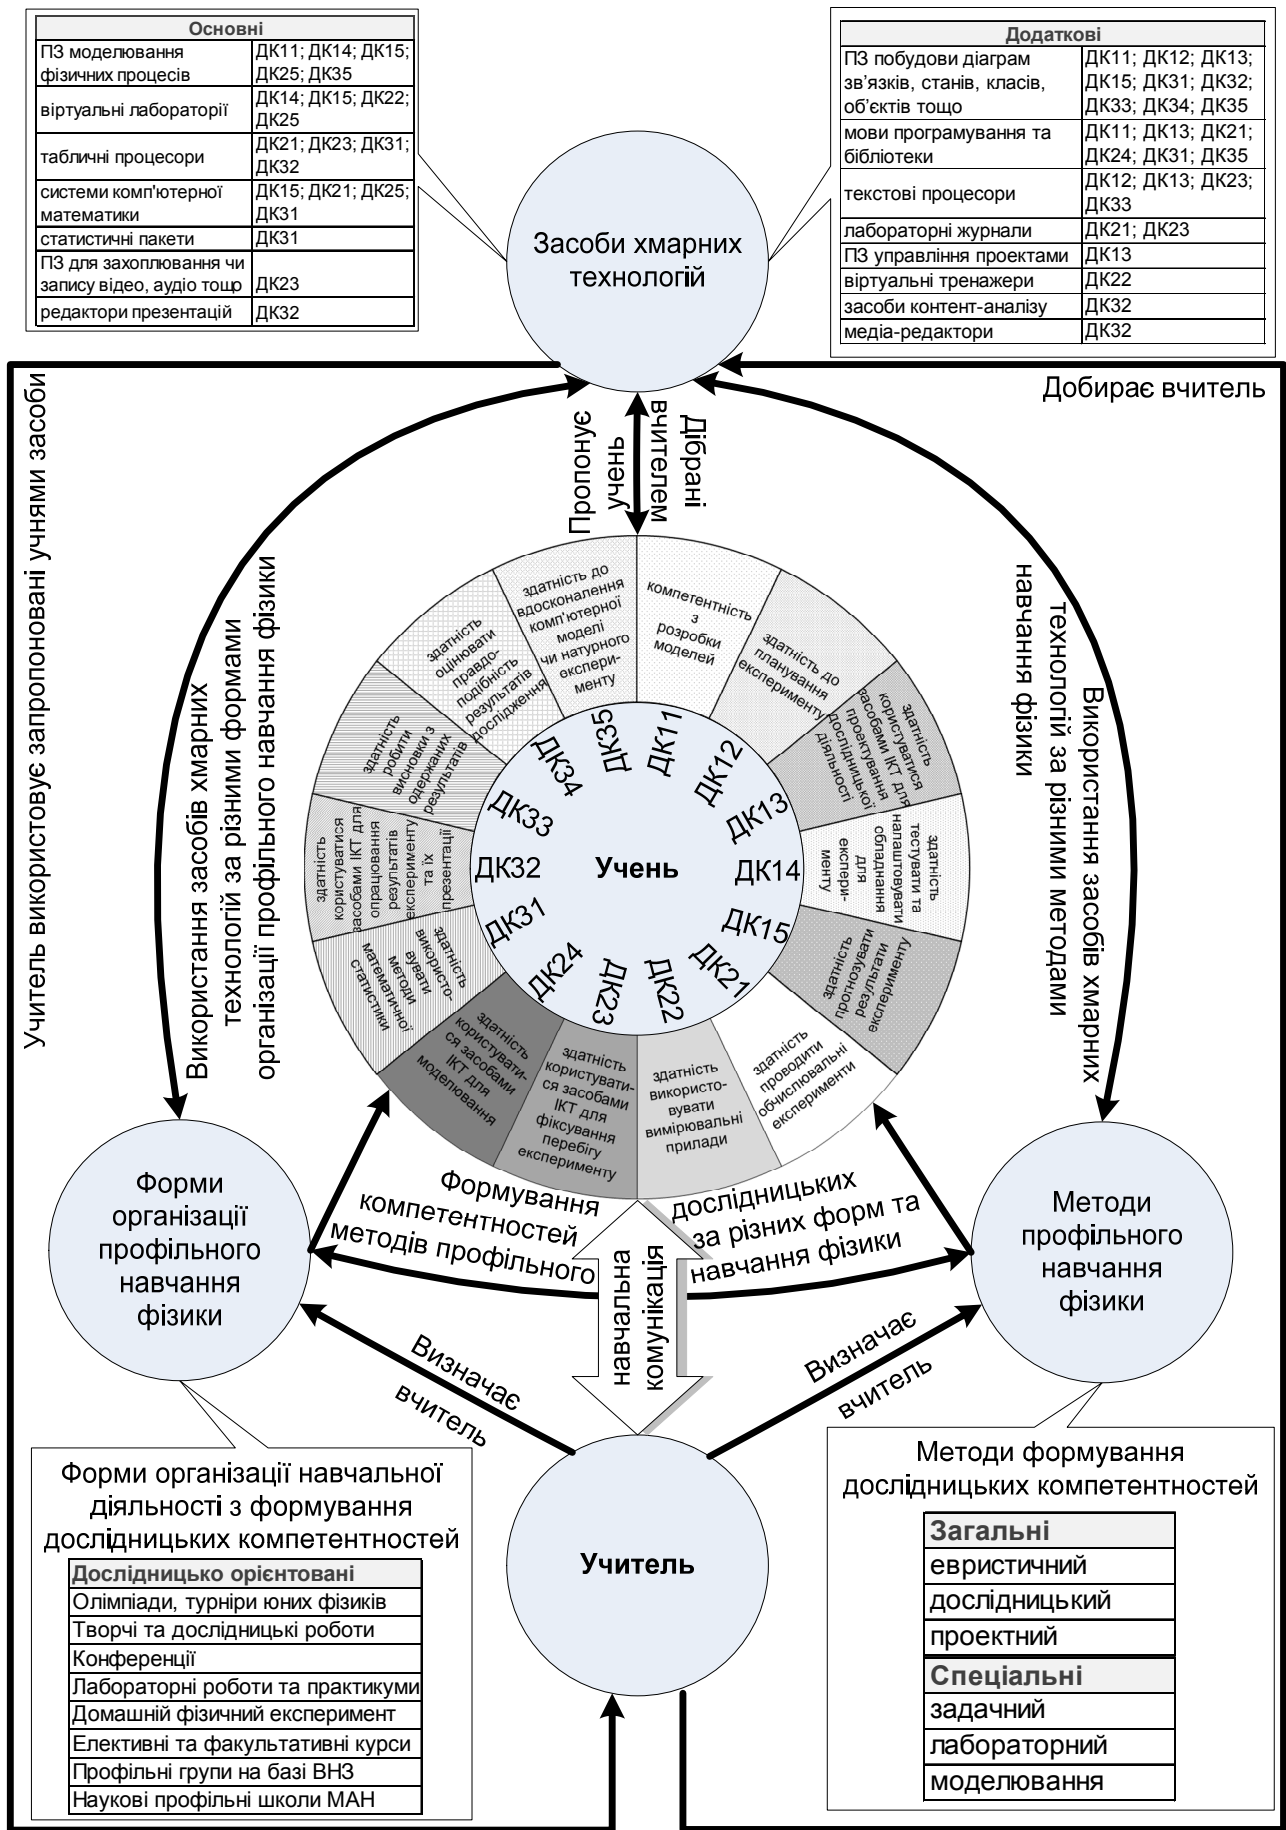 Основні
ПЗ моделювання
фізичних процесів
ДК11; ДК14; ДК15;
ДК25; ДК35
віртуальні лабораторії
ДК14; ДК15; ДК22;
ДК25
табличні процесори
ДК21; ДК23; ДК31;
ДК32
системи комп'ютерної
математики
ДК15; ДК21; ДК25;
ДК31
статистичні пакети
ДК31
ПЗ для захоплювання чи
запису відео, аудіо тощо
ДК23
редактори презентацій
ДК32
Додаткові
ПЗ побудови діаграм
зв’язків, станів, класів,
об’єктів тощо
ДК11; ДК12; ДК13;
ДК15; ДК31; ДК32;
ДК33; ДК34; ДК35
мови програмування та
бібліотеки
ДК11; ДК13; ДК21;
ДК24; ДК31; ДК35
текстові процесори
ДК12; ДК13; ДК23;
ДК33
лабораторні журнали
ДК21; ДК23
ПЗ управління проектами
ДК13
віртуальні тренажери
ДК22
засоби контент-аналізу
ДК32
медіа-редактори
ДК32
Засоби хмарних
технологій
Добирає вчитель
Учитель використовує запропоновані учнями засоби
Пропонує
учень
Дібрані
вчителем
Використання засобів хмарних
технологій за різними формами
організації профільного навчання фізики
Використання засобів хмарних
технологій за різними методами
навчання фізики
компетентність
з
розробки
моделей
здатність до
планування
експерименту
здатність
користуватися
засобами ІКТ для
проектування
дослідницької
діяльності
здатність
тестувати та
налаштовувати
обладнання
для
експери-
менту
здатність
прогнозувати
результати
експерименту
здатність
проводити
обчислювальні
експерименти
здатність
використо-
вувати
вимірювальні
прилади
здатність
користувати-
ся засобами
ІКТ для
фіксування
перебігу
експерименту
здатність
користувати-
ся засобами
ІКТ для
моделювання
здатність
використо-
вувати
методи
математичної
статистики
здатність
користуватися
засобами ІКТ для
опрацювання
результатів
експерименту
та їх
презентації
здатність
робити
висновки з
одержаних
результатів
здатність
оцінювати
правдо-
подібність
результатів
дослідження
здатність до
вдосконалення
комп’ютерної
моделі
чи натурного
експери-
менту
ДК11
ДК12
ДК13
ДК14
ДК15
ДК21
ДК22
ДК23
ДК24
ДК31
ДК32
ДК33
ДК34
ДК35
Учень
Форми
організації
профільного
навчання
фізики
Методи
профільного
навчання
фізики
Формування
компетентностей
методів профільного
дослідницьких
за різних форм та
навчання фізики
навчальна
комунікація
Визначає
вчитель
Визначає
вчитель
Учитель
Форми організації навчальної
діяльності з формування
дослідницьких компетентностей
Дослідницько орієнтовані
Олімпіади, турніри юних фізиків
Творчі та дослідницькі роботи
Конференції
Лабораторні роботи та практикуми
Домашній фізичний експеримент
Елективні та факультативні курси
Профільні групи на базі ВНЗ
Наукові профільні школи МАН
Методи формування
дослідницьких компетентностей
Загальні
евристичний
дослідницький
проектний
Спеціальні
задачний
лабораторний
моделювання